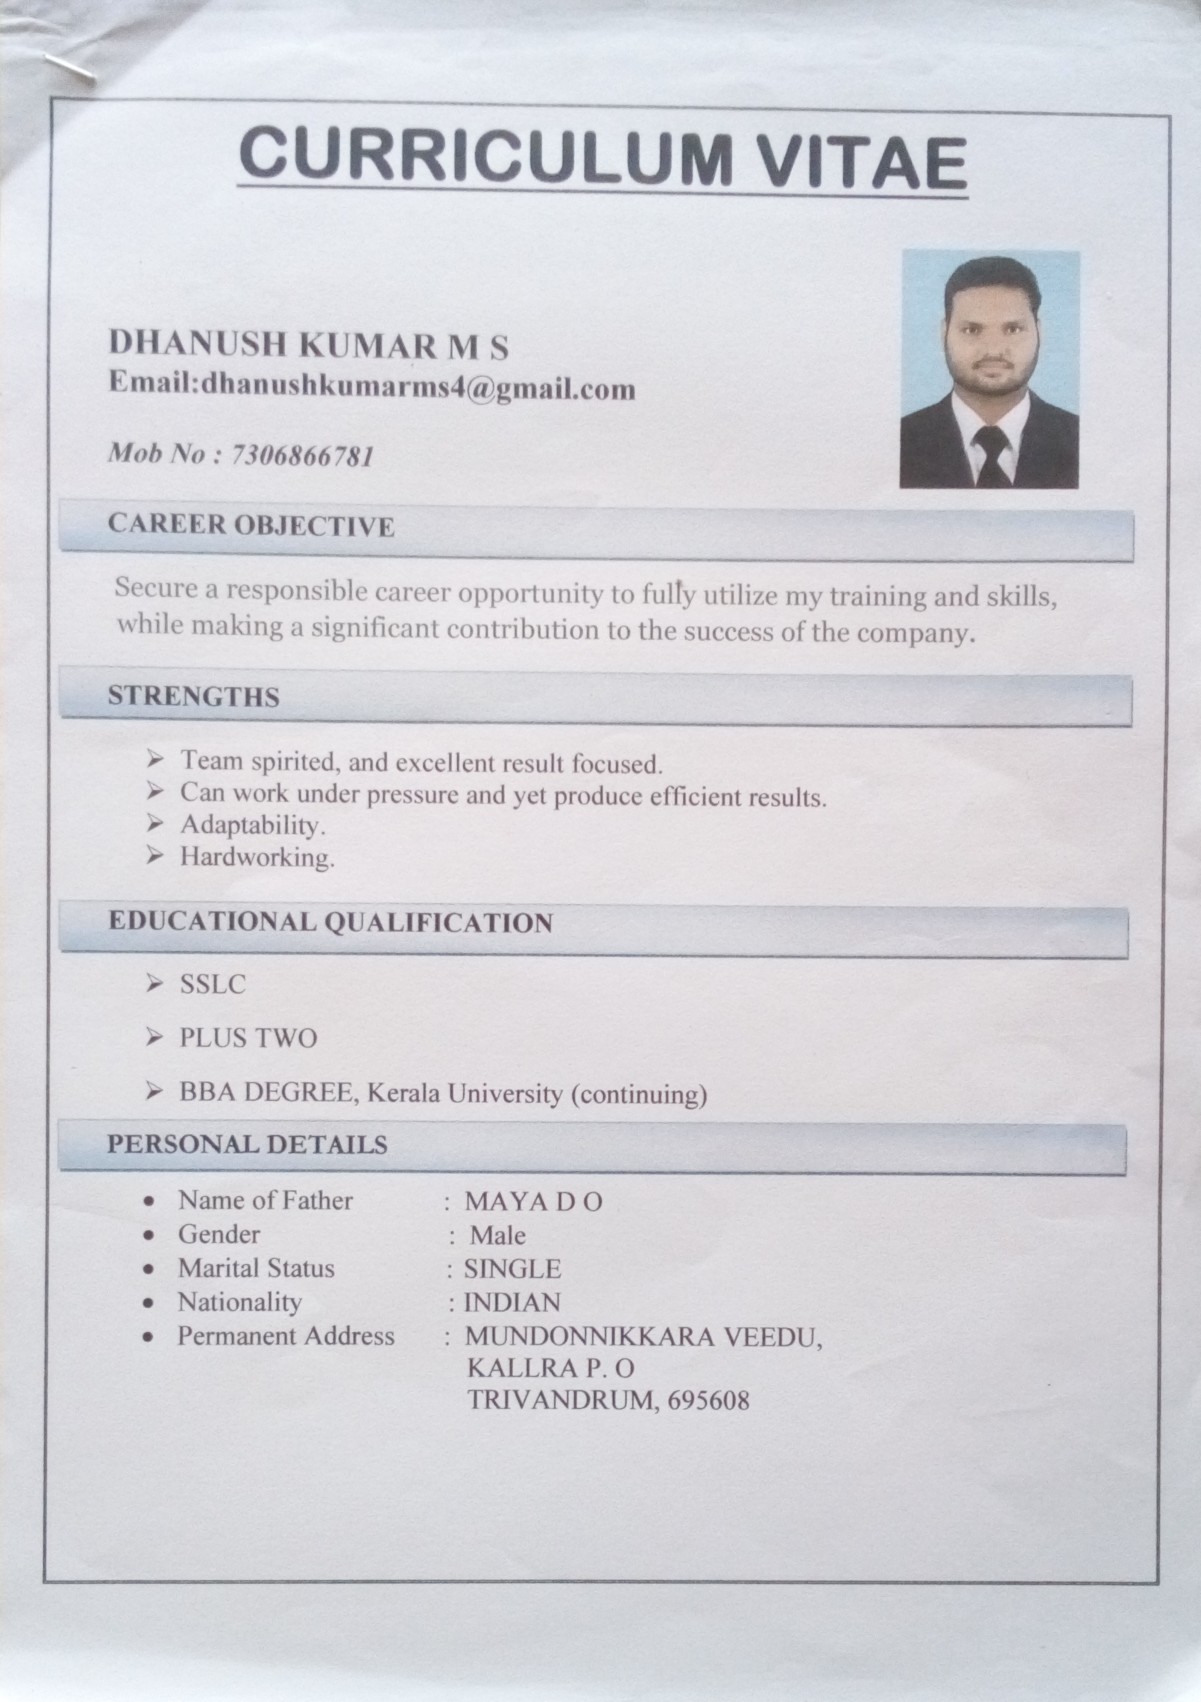 CURRICULUM VITAE
DHANUSH KUMAR M S
Email:dhanushkumarms4@gmail.com
Mob No : 7306866781
CAREER OBJECTIVE
Secure a responsible career opportunity to fully utilize my training and skills,
while making a significant contribution to the success of the company.
STRENGTHS
➢ Team spirited, and excellent result focused.
➢ Can work under pressure and yet produce efficient results.
➢ Adaptability.
➢ Hardworking.
EDUCATIONAL QUALIFICATION
➢ SSLC
➢ PLUS TWO
➢ BBA DEGREE, Kerala University (continuing)
PERSONAL DETAILS
• Name of Father : MAYA D O
• Gender : Male
• Marital Status : SINGLE
• Nationality : INDIAN
• Permanent Address : MUNDONNIKKARA VEEDU,
KALLRA P. O
TRIVANDRUM, 695608